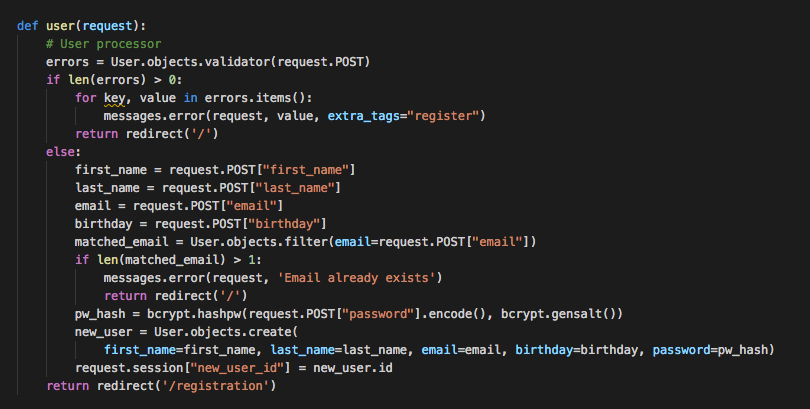 def user(request):
    # User processor
    errors = User.objects.validator(request.POST)
    if len(errors) > 0:
        for key, value in errors.items():
            messages.error(request, value, extra_tags="register")
        return redirect('/')
    else:
        first_name = request.POST["first_name"]
        last_name = request.POST["last_name"]
        email = request.POST["email"]
        birthday = request.POST["birthday"]
        matched_email = User.objects.filter(email=request.POST["email"])
        if len(matched_email) > 1:
            messages.error(request, 'Email already exists')
            return redirect('/')
        pw_hash = bcrypt.hashpw(request.POST["password"].encode(), bcrypt.gensalt())
        new_user = User.objects.create(
            first_name=first_name, last_name=last_name, email=email, birthday=birthday, password=pw_hash)
        request.session["new_user_id"] = new_user.id
    return redirect('/registration')